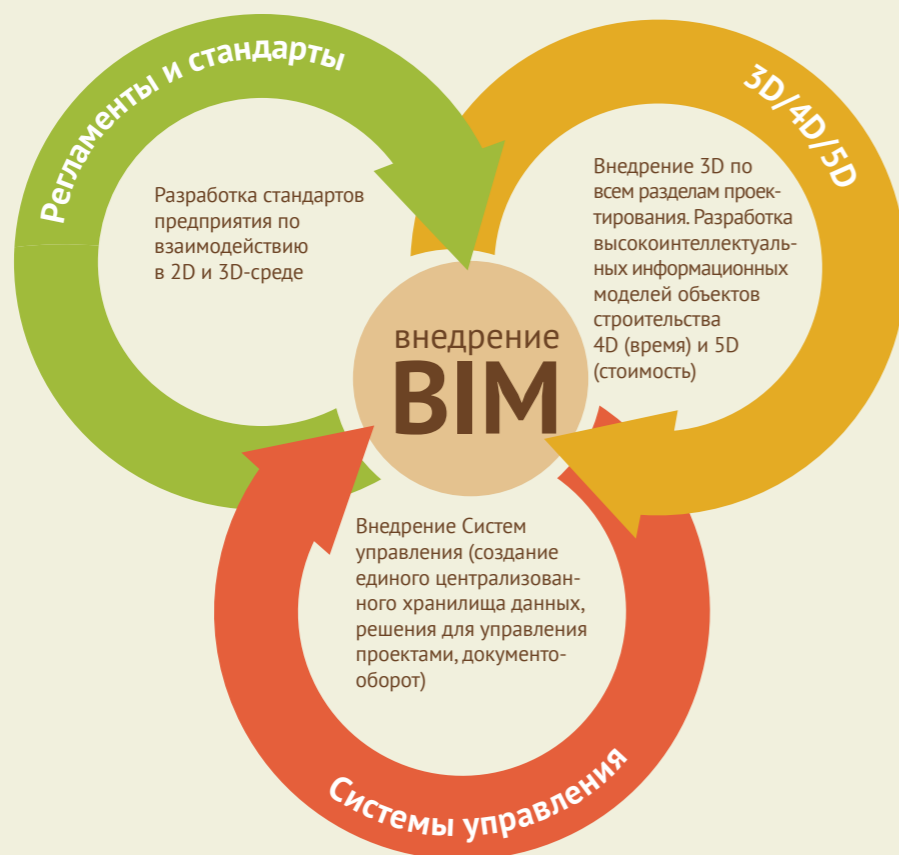 Регламенты и стандарты
Разработка стандартов
предприятия по
взаимодействию
в 2D и 3D-среде
3D/4D/5D
Внедрение 3D по
всем разделам проек-
тирования. Разработка
высокоинтеллектуаль-
ных информационных
моделей объектов
строительства
4D (время) и 5D
(стоимость)
внедрение
BIM
Внедрение Систем
управления (создание
единого централизован-
ного хранилища данных,
решения для управления
проектами, документо-
оборот)
Системы управления